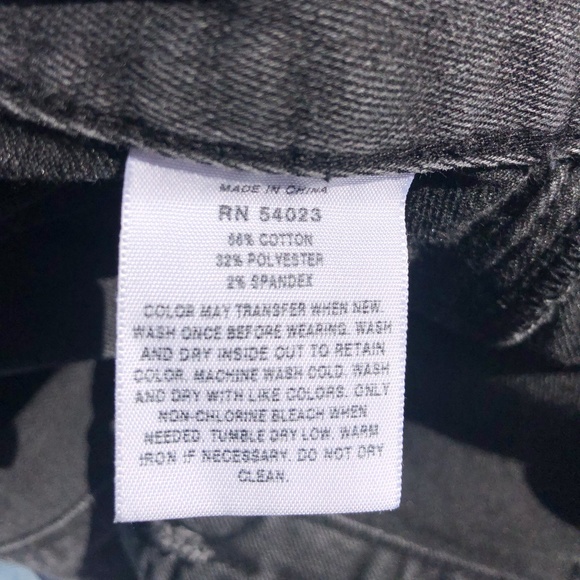 MADE IN CHINA
RN 54023
66% COTTON
32% POLYESTER
2% SPANDEX
COLOR MAY TRANSFER WHEN NEW.
WASH ONCE BEFORE WEARING. WASH
AND DRY INSIDE OUT TO RETAIN
COLOR. MACHINE WASH COLD. WASH
AND DRY WITH LIKE COLORS. ONLY
NON-CHLORINE BLEACH WHEN
NEEDED. TUMBLE DRY LOW. WARM
IRON IF NECESSARY. DO NOT DRY
CLEAN.